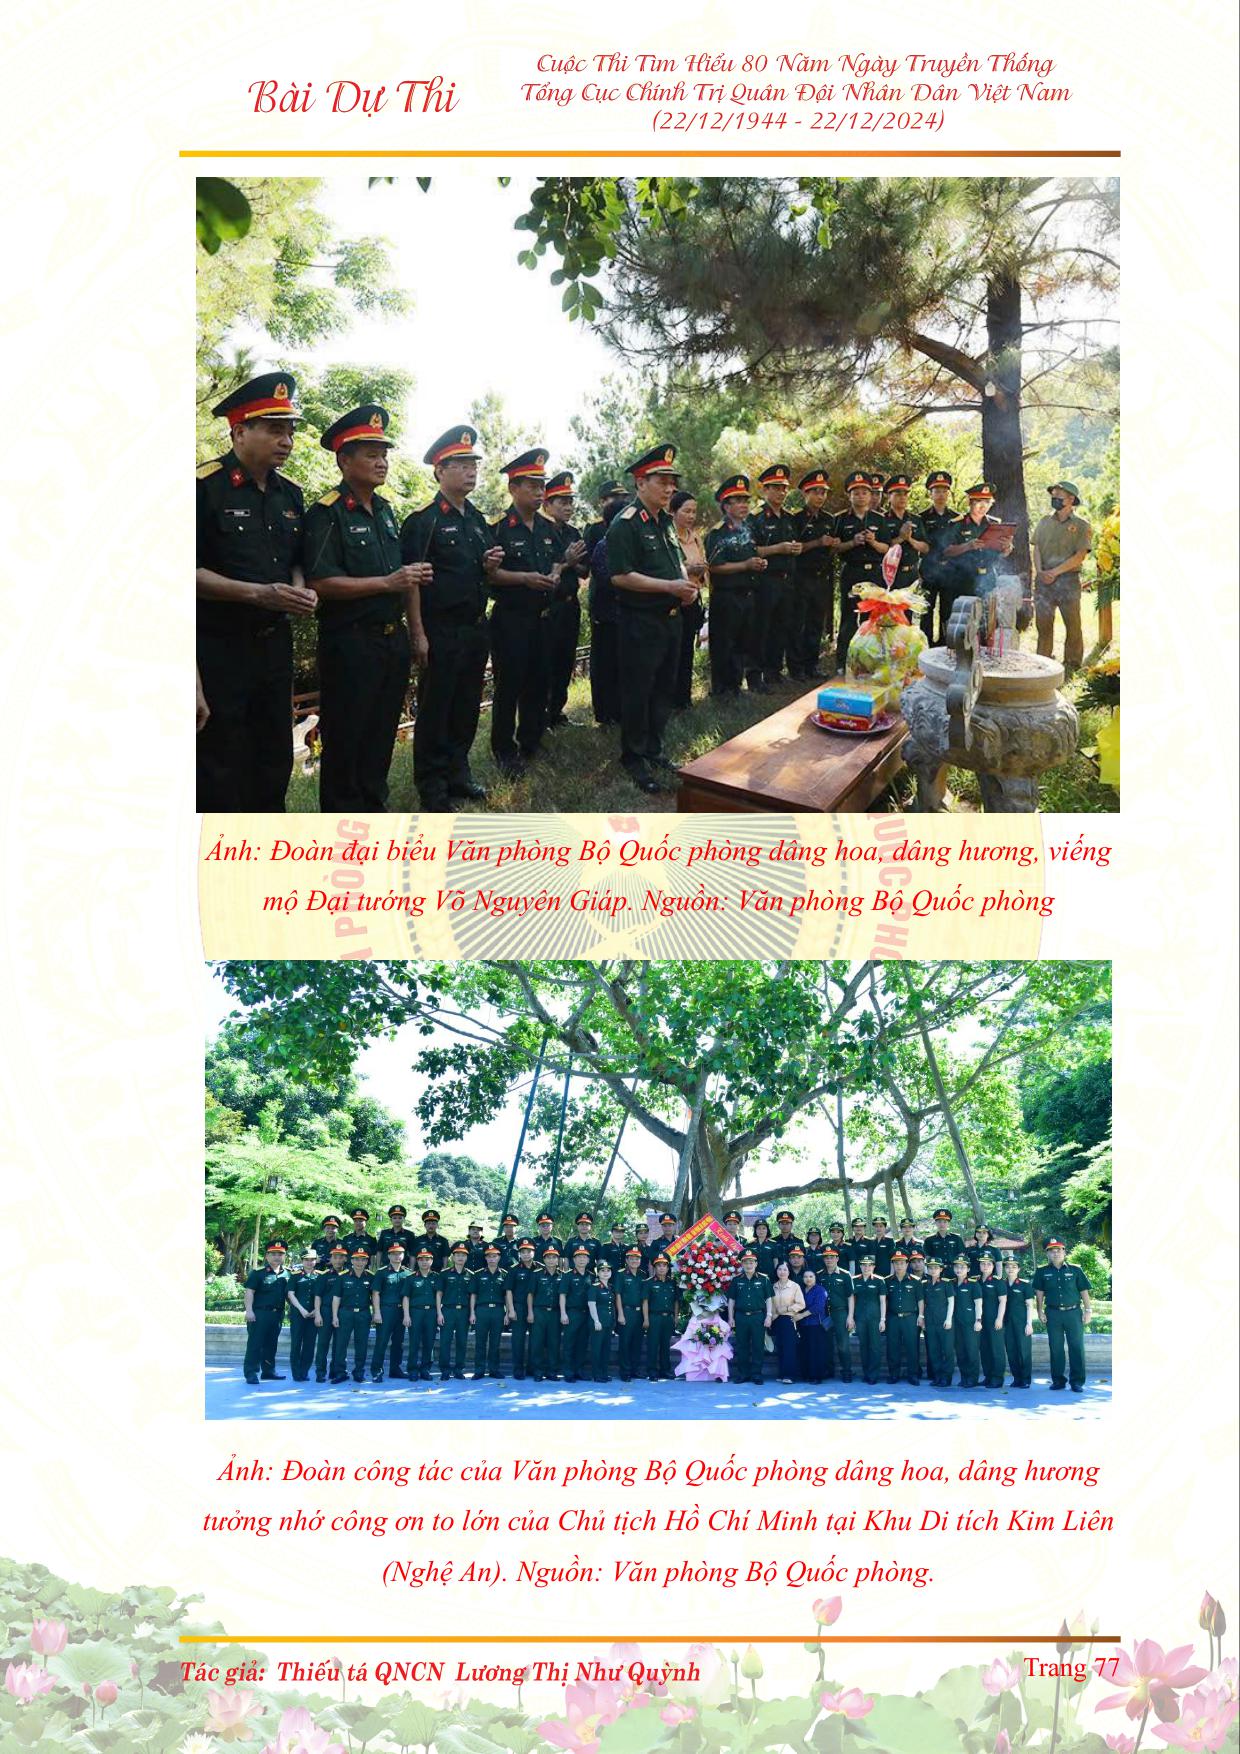 Bài Dự Thi
Cuộc Thi Tìm Hiểu 80 Năm Ngày Truyền Thống
Tổng Cục Chính Trị Quân Đội Nhân Dân Việt Nam
(22/12/1944 - 22/12/2024)
Ảnh: Đoàn đại biểu Văn phòng Bộ Quốc phòng dâng hoa, dâng hương, viếng
mộ Đại tướng Võ Nguyên Giáp. Nguồn: Văn phòng Bộ Quốc phòng
Ảnh: Đoàn công tác của Văn phòng Bộ Quốc phòng dâng hoa, dâng hương
tưởng nhớ công ơn to lớn của Chủ tịch Hồ Chí Minh tại Khu Di tích Kim Liên
(Nghệ An). Nguồn: Văn phòng Bộ Quốc phòng.
Tác giả: Thiếu tá QNCN Lương Thị Như Quỳnh
Trang 77